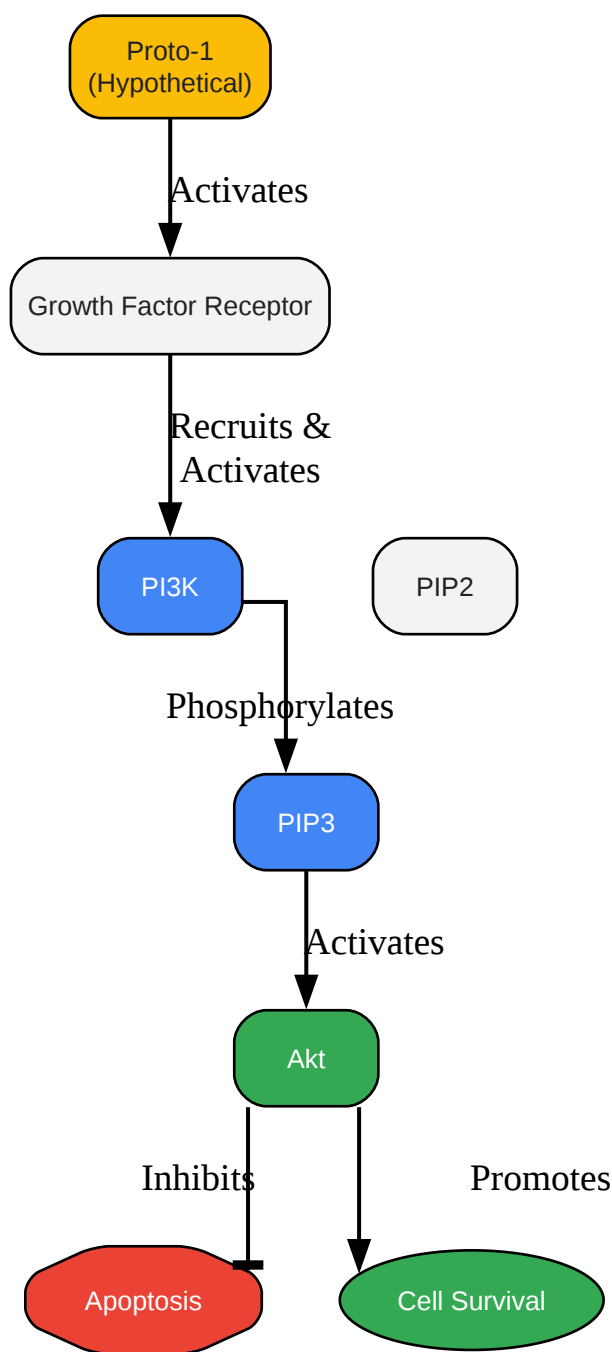 Proto-1
(Hypothetical)
Activates
Growth Factor Receptor
Recruits &
Activates
PI3K
PIP2
Phosphorylates
PIP3
Activates
Akt
Inhibits
Promotes
Apoptosis
Cell Survival